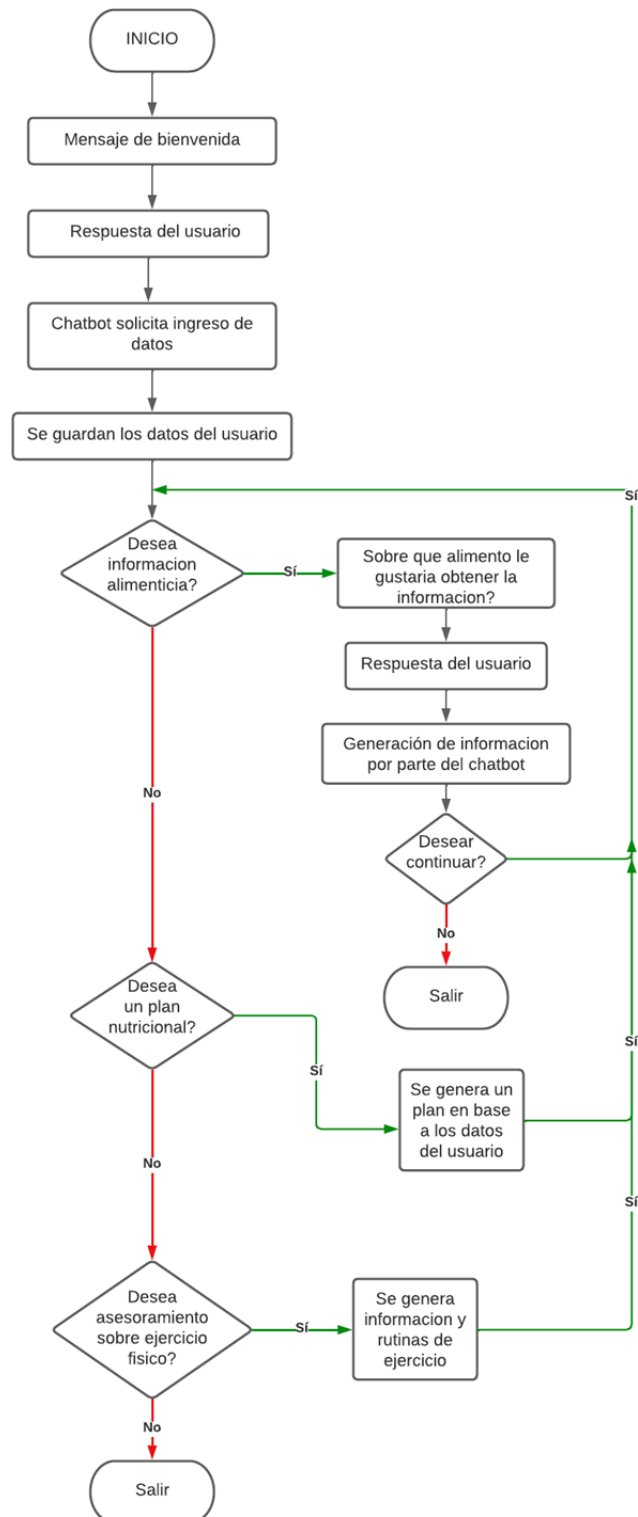 INICIO
Mensaje de bienvenida
Respuesta del usuario
Chatbot solicita ingreso de
datos
Se guardan los datos del usuario
Sí
Desea
informacion
alimenticia?
Sí
Sobre que alimento le
gustaria obtener la
informacion?
Respuesta del usuario
Generación de informacion
por parte del chatbot
No
Desear
continuar?
No
Salir
Desea
un plan
nutricional?
Sí
Sí
Se genera un
plan en base
a los datos
del usuario
No
Sí
Desea
asesoramiento
sobre ejercicio
fisico?
Sí
Se genera
informacion y
rutinas de
ejercicio
No
Salir